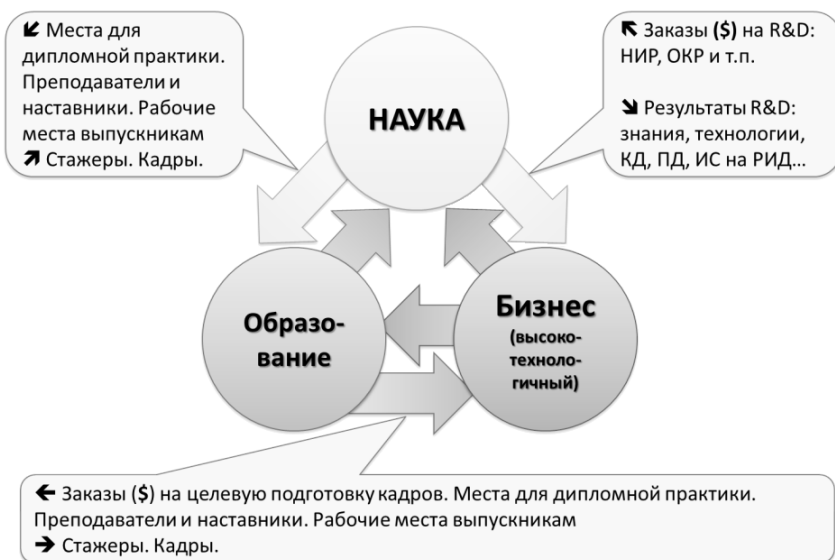 🡿 Места для
дипломной практики.
Преподаватели и
наставники. Рабочие
места выпускникам
🡽 Стажеры. Кадры.
НАУКА
🡼 Заказы ($) на R&D:
НИР, ОКР и т.п.
🡾 Результаты R&D:
знания, технологии,
КД, ПД, ИС на РИД...
Образо-
вание
Бизнес
(высоко-
техноло-
гичный)
🡸 Заказы ($) на целевую подготовку кадров. Места для дипломной практики.
Преподаватели и наставники. Рабочие места выпускникам
🡺 Стажеры. Кадры.